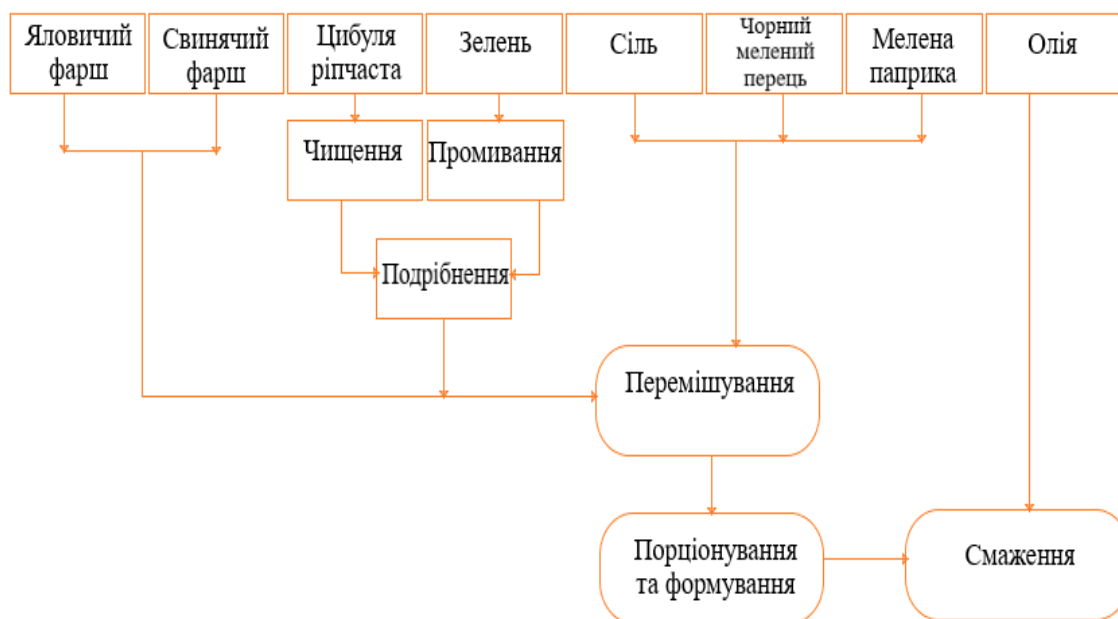 Яловичий
фарш
Свинячий
фарш
Цибуля
ріпчаста
Зелень
Сіль
Чорний
мелений
перець
Мелена
паприка
Олія
Чищення
Промивання
Подрібнення
Перемішування
Порціонування
та формування
Смаження